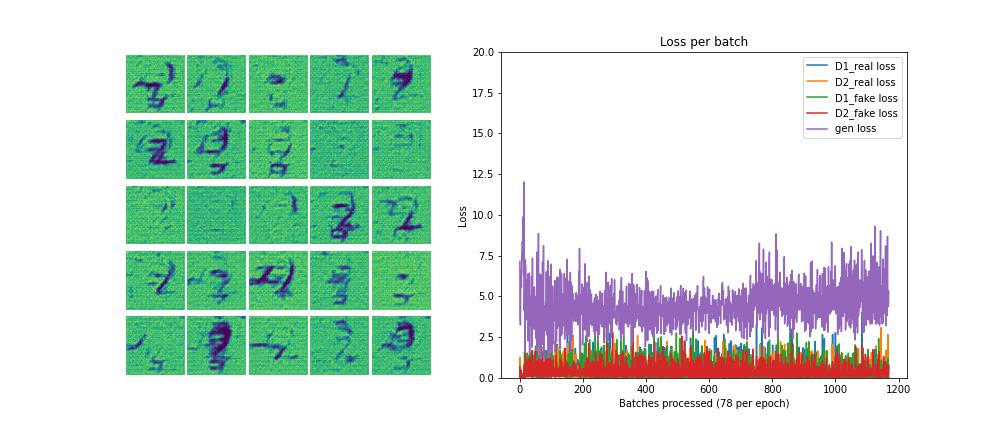 Loss per batch
20.0
17.5
15.0
12.5
10.0
7.5
5.0
2.5
0.0
Loss
D1_real loss
D2_real loss
D1_fake loss
D2_fake loss
gen loss
0 200 400 600 800 1000 1200
Batches processed (78 per epoch)